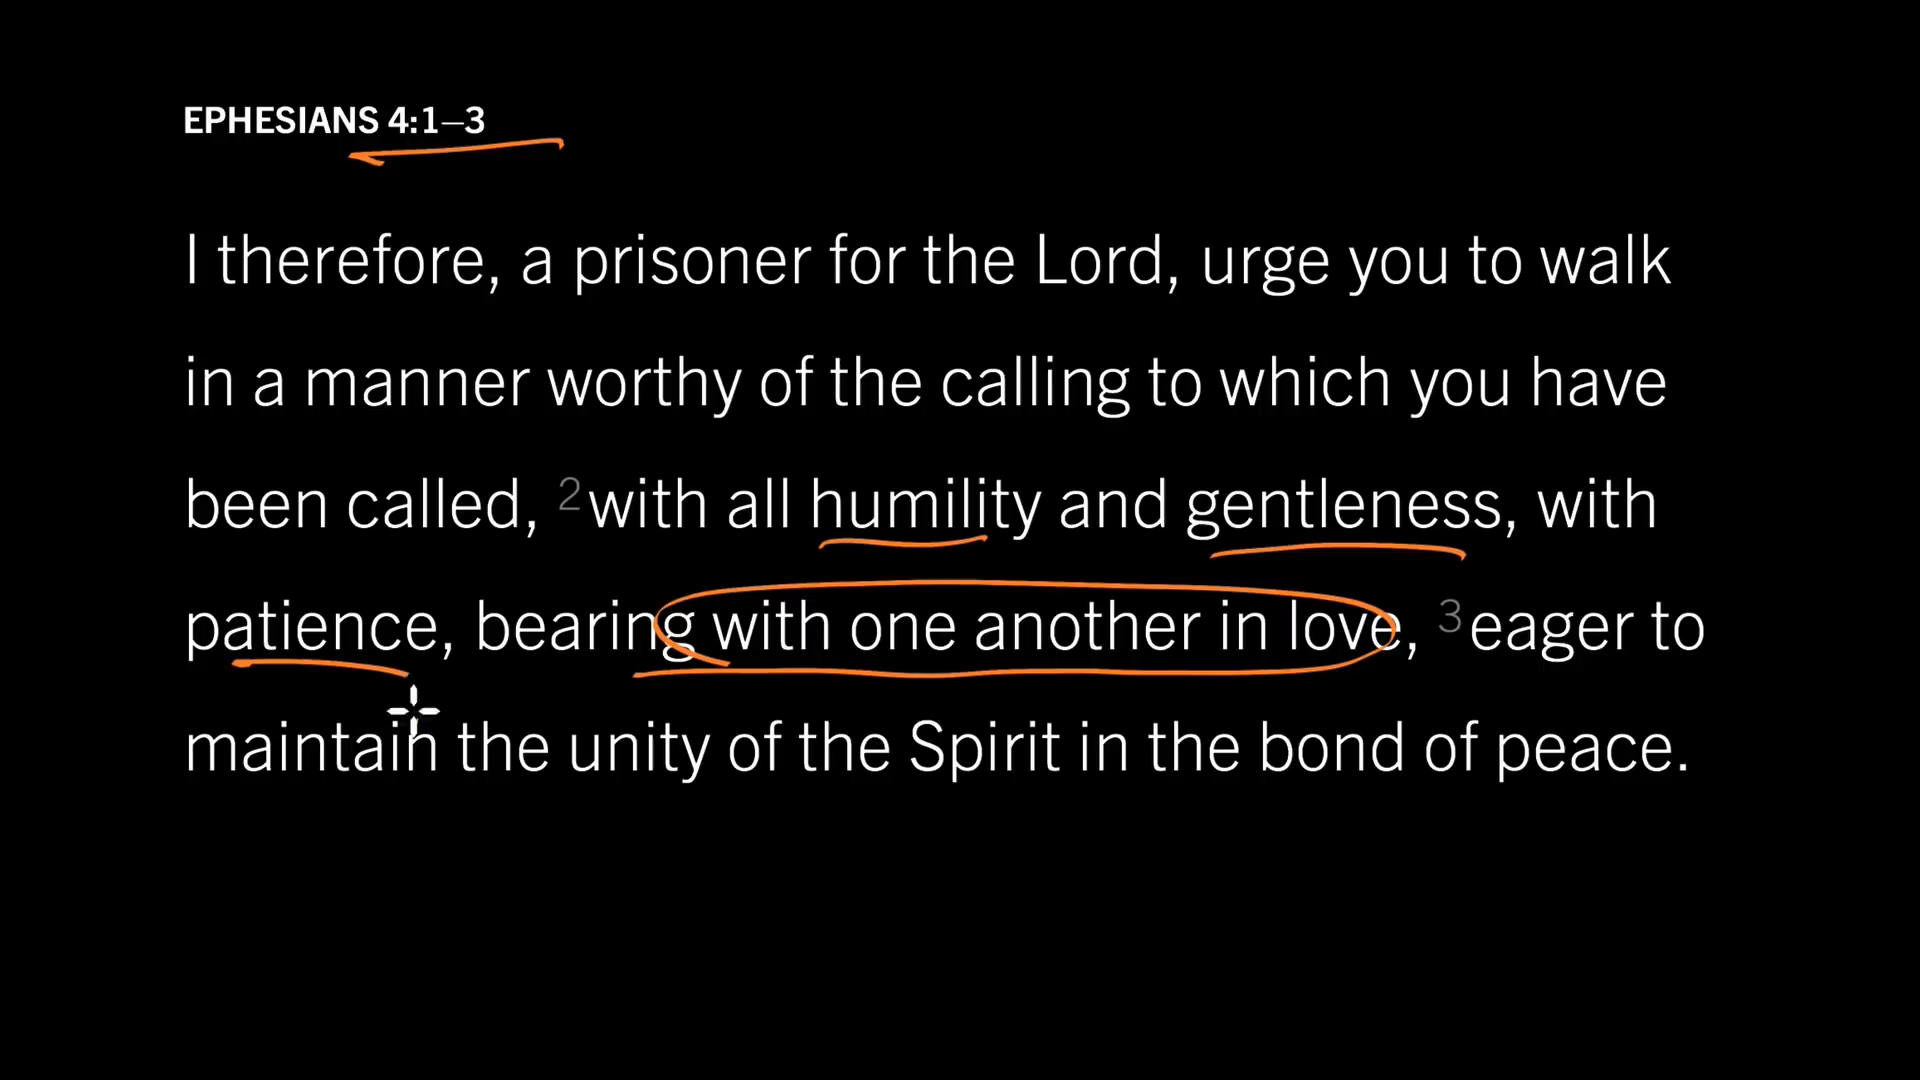 EPHESIANS 4:1–3
I therefore, a prisoner for the Lord, urge you to walk
in a manner worthy of the calling to which you have
been called, 2 with all humility and gentleness, with
patience, bearing with one another in love, 3 eager to
maintain the unity of the Spirit in the bond of peace.